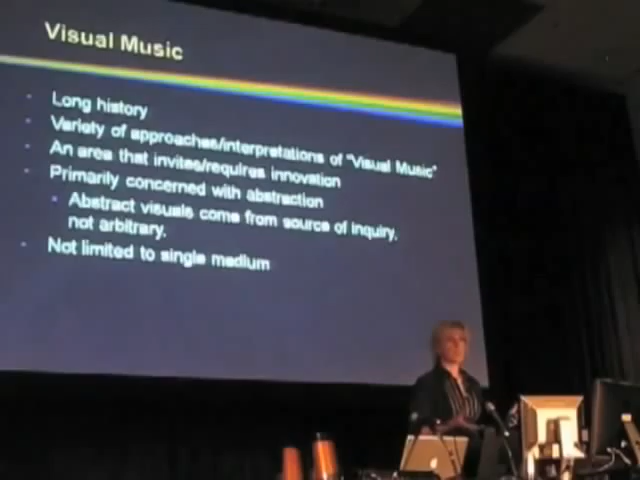 Visual Music
Long history
Variety of approaches/interpretations of "Visual Music"
An area that invites/requires innovation
Primarily concerned with abstraction
Abstract visuals come from source of inquiry,
not arbitrary.
Not limited to single medium